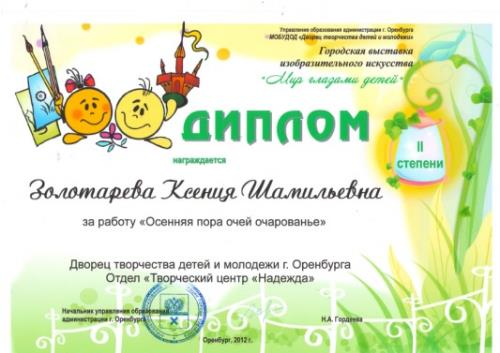 Управление образования администрации г. Оренбурга
МОБУДОД «Дворец творчества детей и молодежи»
Городская выставка
изобразительного искусства
"Мир глазами детей"
ДИПЛОМ
II
СТЕПЕНИ
награждается
Золотарева Ксения Шамильевна
за работу «Осенняя пора очей очарованье»
Дворец творчества детей и молодежи г. Оренбурга
Отдел «Творческий центр «Надежда»
Начальник управления образования
администрации г. Оренбурга
Н.А. Гордеева
Оренбург, 2012 г.